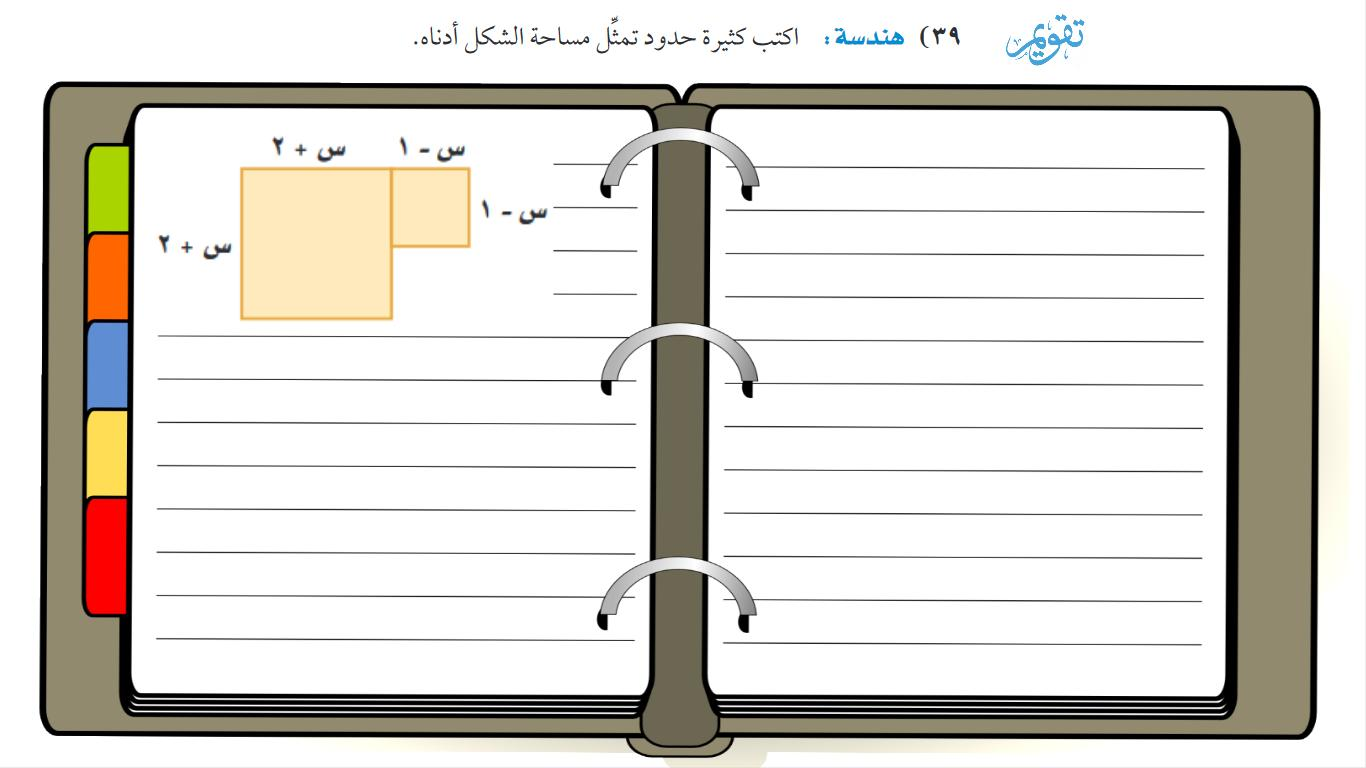 تقويم ٣٩) هندسة: اكتب كثيرة حدود تمثِّل مساحة الشكل أدناه.
س - ١
س + ٢
س - ١
س + ٢